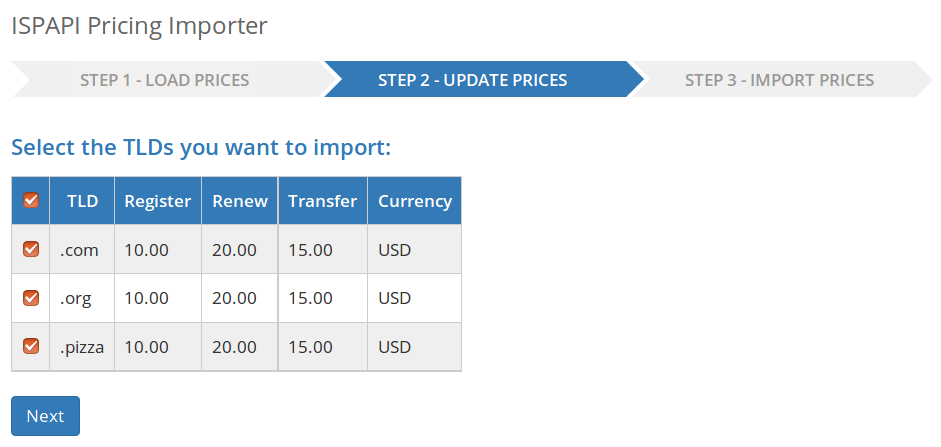 ISPAPI Pricing Importer
STEP 1 - LOAD PRICES STEP 2 - UPDATE PRICES STEP 3 - IMPORT PRICES
Select the TLDs you want to import:
TLD Register Renew Transfer Currency
.com 10.00 20.00 15.00 USD
.org 10.00 20.00 15.00 USD
.pizza 10.00 20.00 15.00 USD
Next